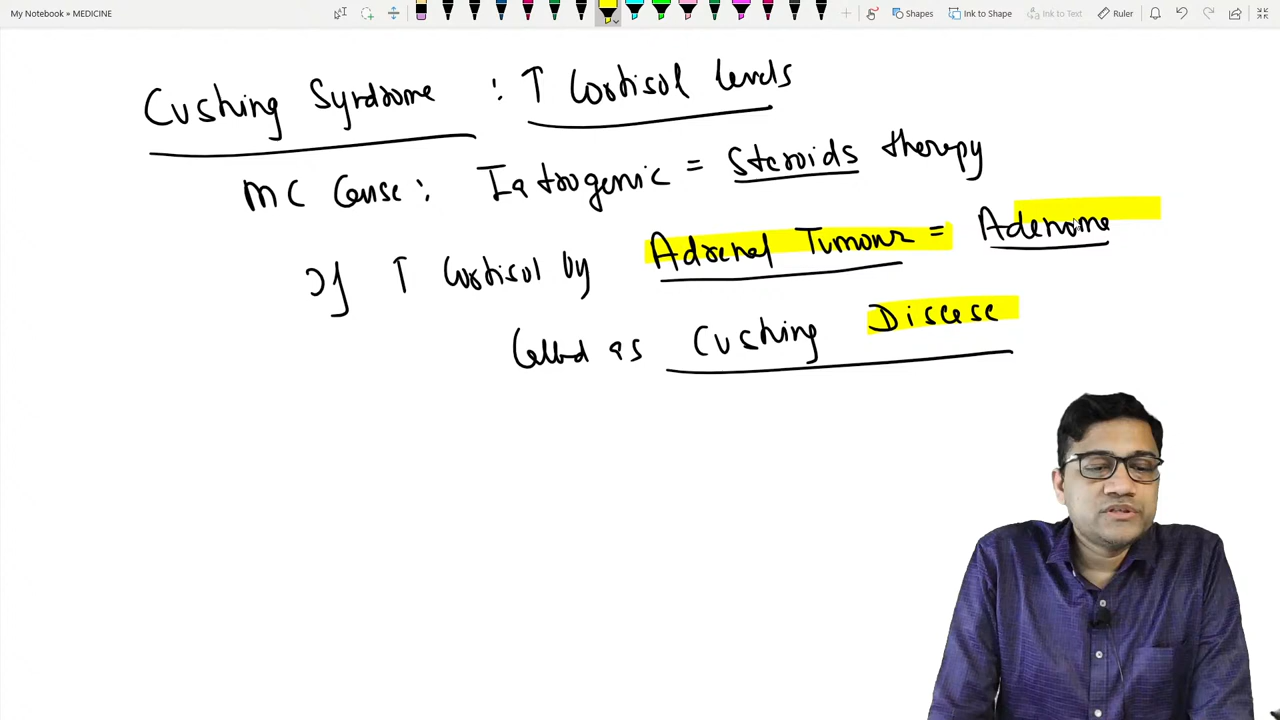 My Notebook » MEDICINE
Shapes Ink to Shape Ink to Text Ruler
Cushing Syndrome : ↑ Cortisol levels
MC Cause : Iatrogenic = Steroids therapy
If ↑ Cortisol by Adrenal Tumour = Adenoma
Called as Cushing Disease